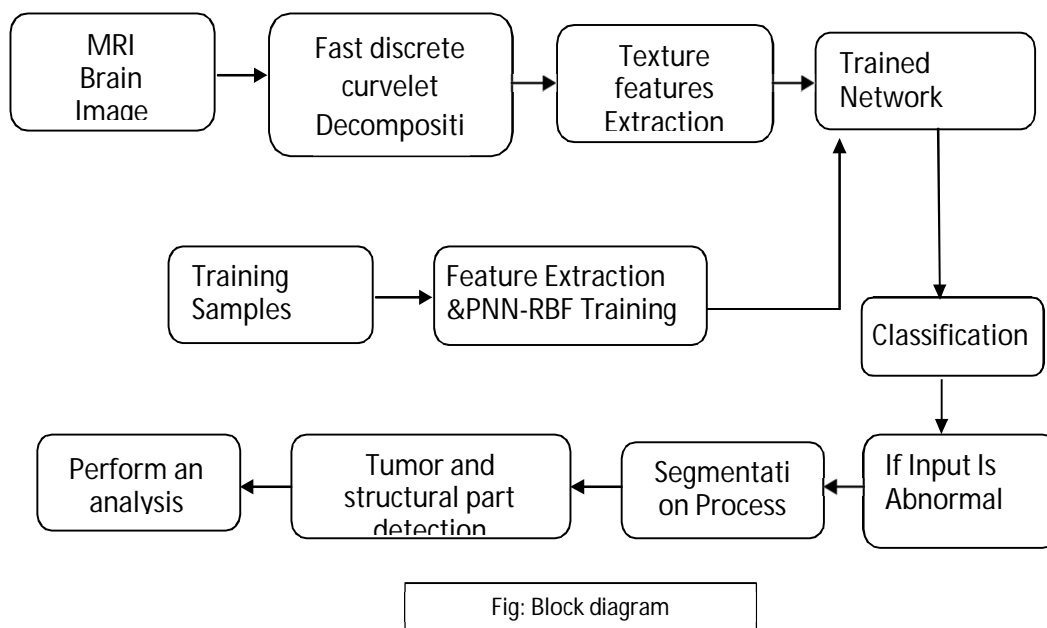 MRI
Brain
Image
Fast discrete
curvelet
Decompositi
Texture
features
Extraction
Trained
Network
Training
Samples
Feature Extraction
&PNN-RBF Training
Classification
Perform an
analysis
Tumor and
structural part
detection
Segmentati
on Process
If Input Is
Abnormal
Fig: Block diagram